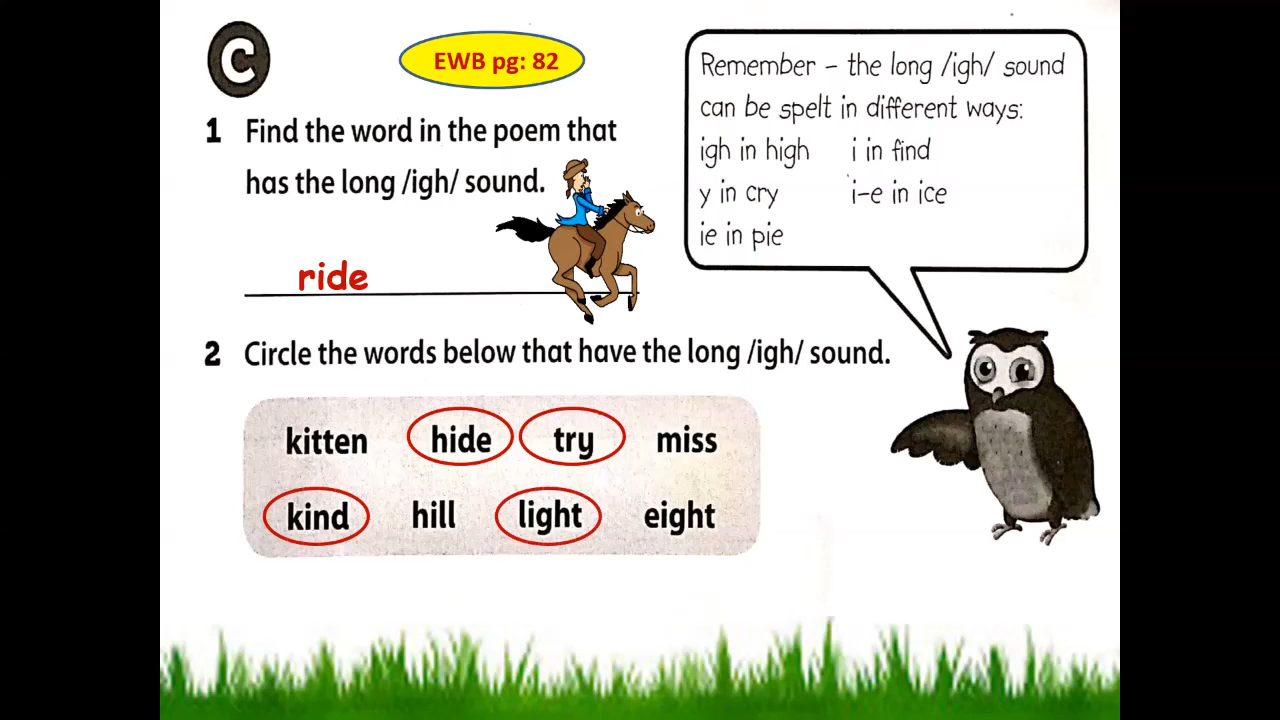 C
EWB pg: 82
1 Find the word in the poem that
has the long /igh/ sound.
ride
Remember – the long /igh/ sound
can be spelt in different ways:
igh in high i in find
y in cry i-e in ice
ie in pie
2 Circle the words below that have the long /igh/ sound.
kitten hide try miss
kind hill light eight